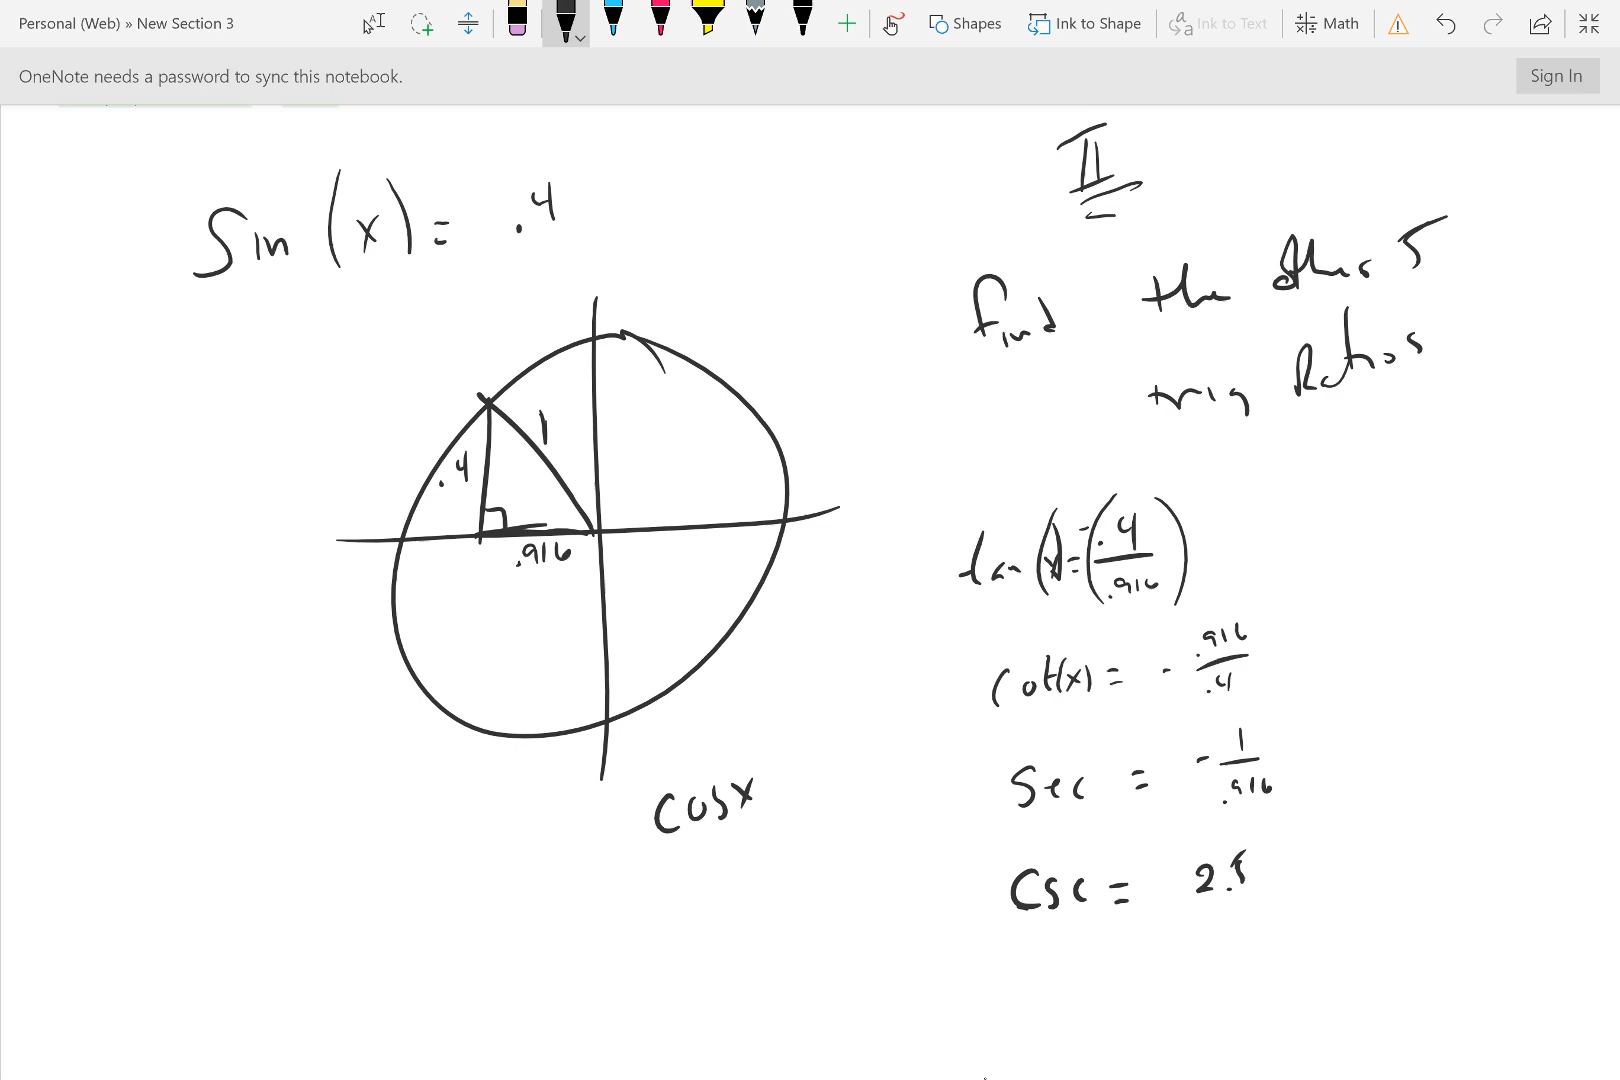 Personal (Web) » New Section 3
Shapes
Ink to Shape
Ink to Text
Math
OneNote needs a password to sync this notebook.
Sign In
Sin (x) = .4
II
find the other 5
trig Ratios
1
.4
.916
tan(x) = -(.4/.916)
cot(x) = - .916/.4
Sec = - 1/.916
cosx
Csc = 2.5